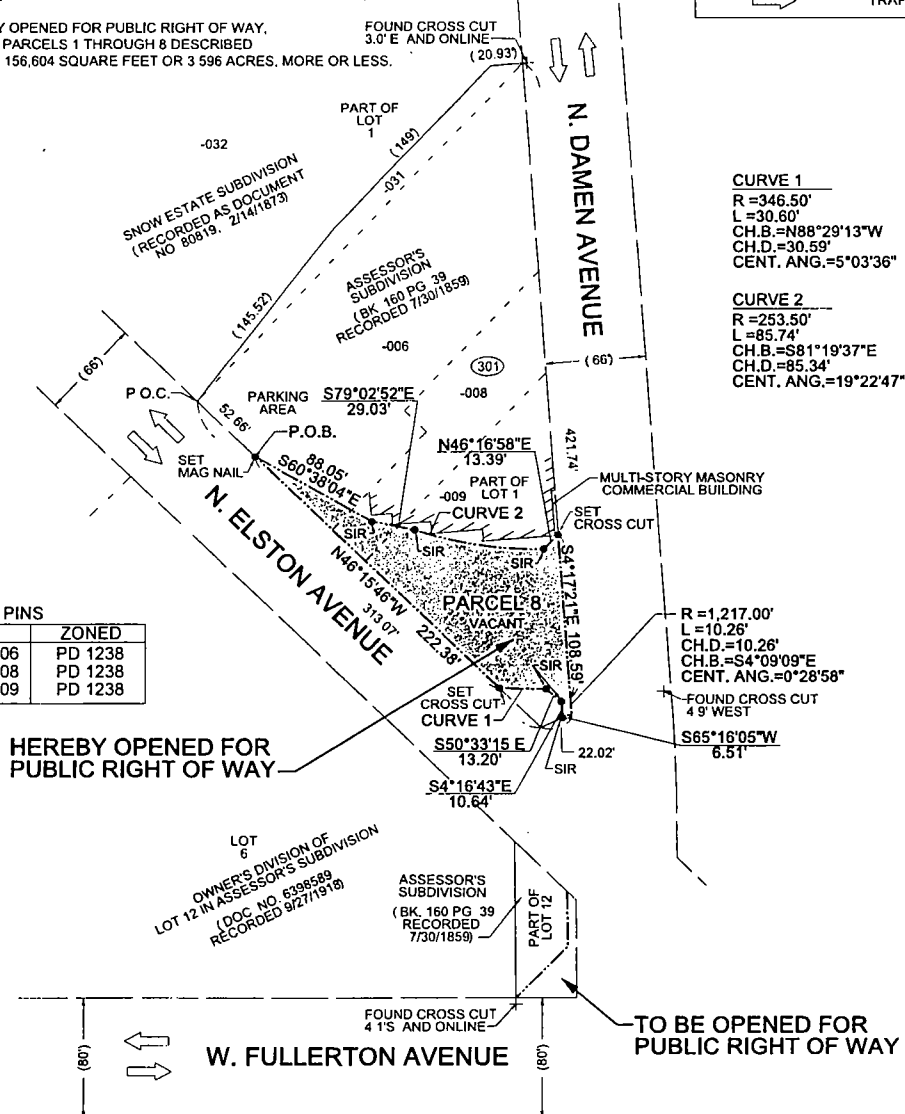 Y OPENED FOR PUBLIC RIGHT OF WAY,
PARCELS 1 THROUGH 8 DESCRIBED
156,604 SQUARE FEET OR 3 596 ACRES, MORE OR LESS.
TRAF
FOUND CROSS CUT
3.0' E AND ONLINE
(20.93')
PART OF
LOT
1
-032
(149')
-031
SNOW ESTATE SUBDIVISION
(RECORDED AS DOCUMENT
NO 80819, 2/14/1873)
N. DAMEN AVENUE
CURVE 1
R =346.50'
L =30.60'
CH.B.=N88°29'13"W
CH.D.=30.59'
CENT. ANG.=5°03'36"
CURVE 2
R =253.50'
L =85.74'
CH.B.=S81°19'37"E
CH.D.=85.34'
CENT. ANG.=19°22'47"
ASSESSOR'S
SUBDIVISION
(BK. 160 PG 39
RECORDED 7/30/1859)
(145.52')
-006
(66')
(66')
301
-008
P O.C.
PARKING
AREA
S79°02'52"E
29.03'
52 66'
P.O.B.
SET
MAG NAIL
88.05'
S60°38'04"E
N46°16'58"E
13.39'
421.74'
PART OF
LOT 1
-009
CURVE 2
MULTI-STORY MASONRY
COMMERCIAL BUILDING
SET
CROSS CUT
SIR
SIR
SIR
N. ELSTON AVENUE
N46°15'46"W
313 07'
222.38'
S4°17'21"E 108.59'
PARCEL 8
VACANT
SIR
R =1,217.00'
L =10.26'
CH.D.=10.26'
CH.B.=S4°09'09"E
CENT. ANG.=0°28'58"
PINS
ZONED
06 PD 1238
08 PD 1238
09 PD 1238
SET
CROSS CUT
CURVE 1
FOUND CROSS CUT
4 9' WEST
S50°33'15 E
13.20'
22.02'
SIR
S65°16'05"W
6.51'
S4°16'43"E
10.64'
HEREBY OPENED FOR
PUBLIC RIGHT OF WAY
LOT
6
OWNER'S DIVISION OF
LOT 12 IN ASSESSOR'S SUBDIVISION
(DOC NO. 6398589
RECORDED 9/27/1918)
ASSESSOR'S
SUBDIVISION
(BK. 160 PG 39
RECORDED
7/30/1859)
PART OF
LOT 12
FOUND CROSS CUT
4 1'S AND ONLINE
TO BE OPENED FOR
PUBLIC RIGHT OF WAY
(80')
W. FULLERTON AVENUE
(80')